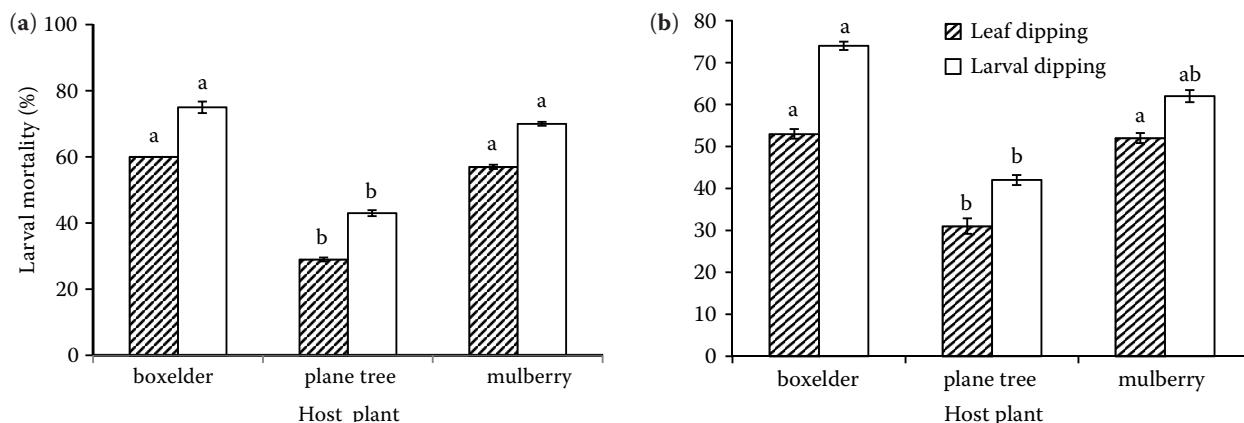 (a)
Larval mortality (%)
100
80
60
40
20
0
a
a
b
b
a
a
boxelder
plane tree
mulberry
Host plant
(b)
80
70
60
50
40
30
20
10
0
a
a
b
b
a
ab
Leaf dipping
Larval dipping
boxelder
plane tree
mulberry
Host plant